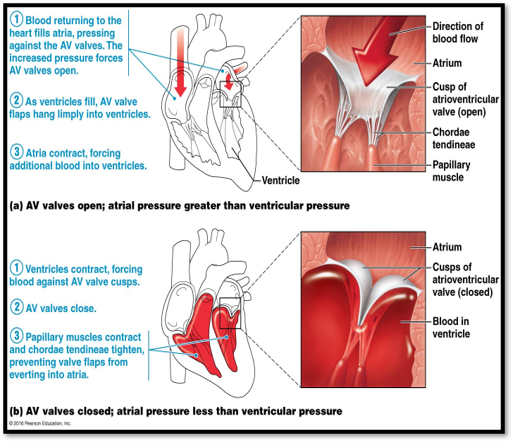 1 Blood returning to the
heart fills atria, pressing
against the AV valves. The
increased pressure forces
AV valves open.
2 As ventricles fill, AV valve
flaps hang limply into ventricles.
3 Atria contract, forcing
additional blood into ventricles.
Ventricle
Direction of
blood flow
Atrium
Cusp of
atrioventricular
valve (open)
Chordae
tendineae
Papillary
muscle
(a) AV valves open; atrial pressure greater than ventricular pressure
1 Ventricles contract, forcing
blood against AV valve cusps.
2 AV valves close.
3 Papillary muscles contract
and chordae tendineae tighten,
preventing valve flaps from
everting into atria.
Atrium
Cusps of
atrioventricular
valve (closed)
Blood in
ventricle
(b) AV valves closed; atrial pressure less than ventricular pressure
© 2016 Pearson Education, Inc.